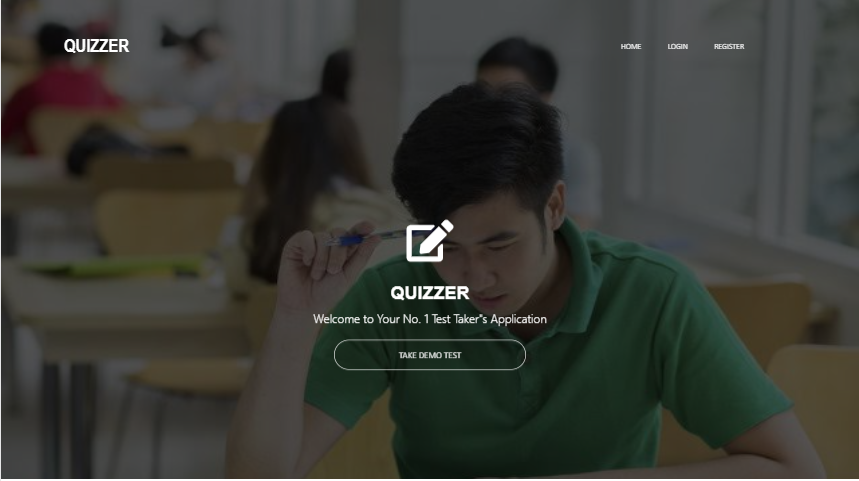 QUIZZER
HOME LOGIN REGISTER
QUIZZER
Welcome to Your No. 1 Test Taker"s Application
TAKE DEMO TEST